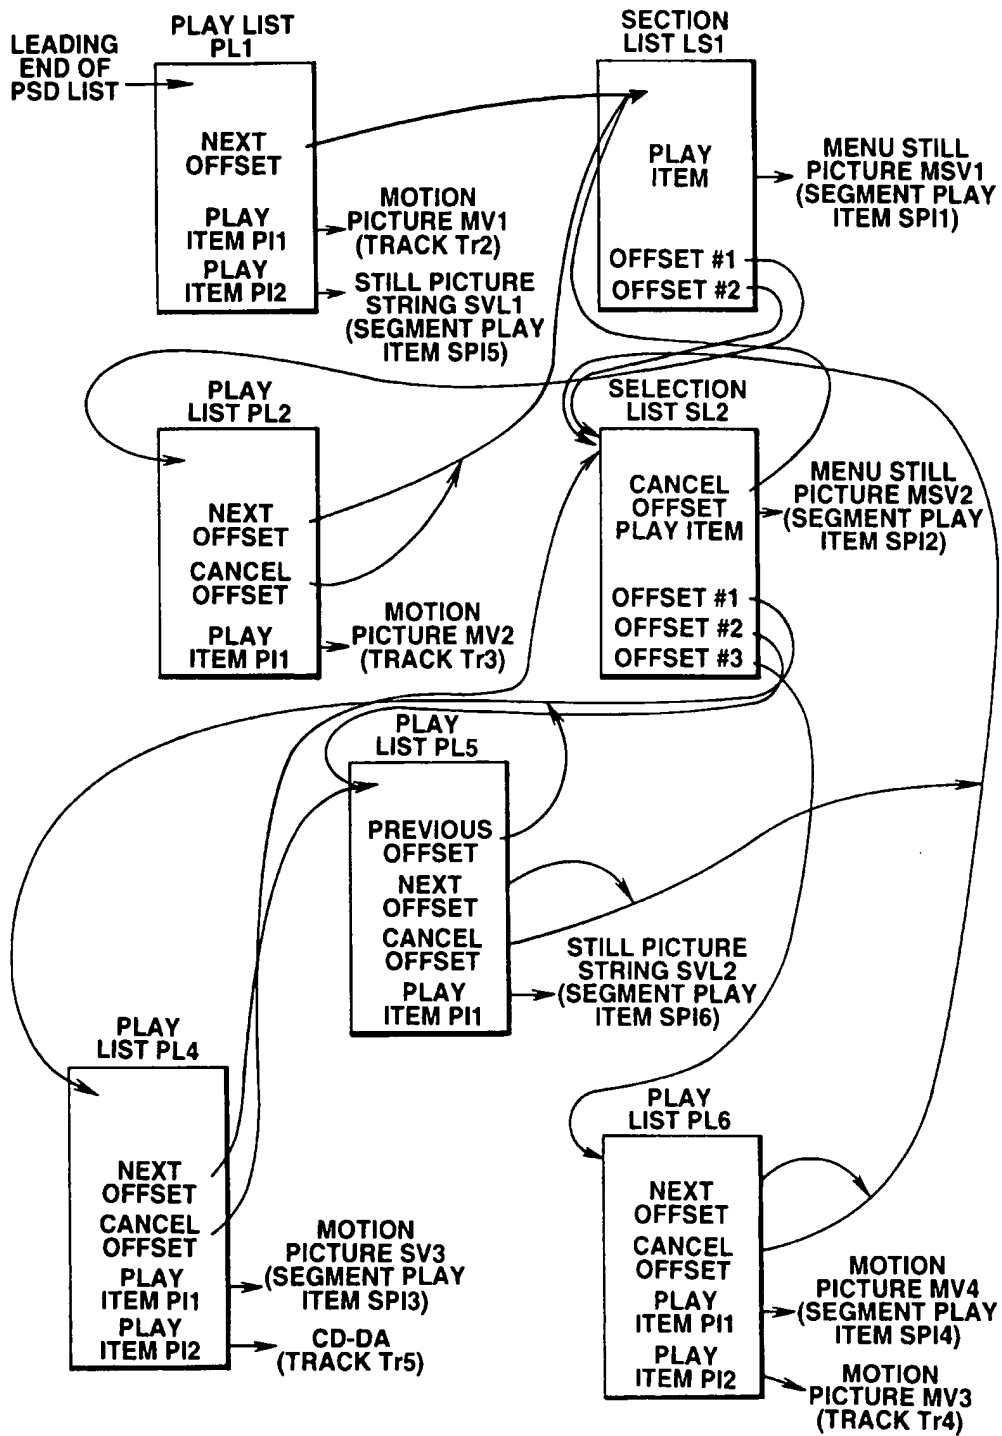 LEADING
END OF
PSD LIST
PLAY LIST
PL1
NEXT
OFFSET
PLAY
ITEM PI1
PLAY
ITEM PI2
MOTION
PICTURE MV1
(TRACK Tr2)
STILL PICTURE
STRING SVL1
(SEGMENT PLAY
ITEM SPI5)
SECTION
LIST LS1
PLAY
ITEM
OFFSET #1
OFFSET #2
MENU STILL
PICTURE MSV1
(SEGMENT PLAY
ITEM SPI1)
PLAY
LIST PL2
NEXT
OFFSET
CANCEL
OFFSET
PLAY
ITEM PI1
MOTION
PICTURE MV2
(TRACK Tr3)
SELECTION
LIST SL2
CANCEL
OFFSET
PLAY ITEM
OFFSET #1
OFFSET #2
OFFSET #3
MENU STILL
PICTURE MSV2
(SEGMENT PLAY
ITEM SPI2)
PLAY
LIST PL5
PREVIOUS
OFFSET
NEXT
OFFSET
CANCEL
OFFSET
PLAY
ITEM PI1
STILL PICTURE
STRING SVL2
(SEGMENT PLAY
ITEM SPI6)
PLAY
LIST PL4
NEXT
OFFSET
CANCEL
OFFSET
PLAY
ITEM PI1
PLAY
ITEM PI2
MOTION
PICTURE SV3
(SEGMENT PLAY
ITEM SPI3)
CD-DA
(TRACK Tr5)
PLAY
LIST PL6
NEXT
OFFSET
CANCEL
OFFSET
PLAY
ITEM PI1
PLAY
ITEM PI2
MOTION
PICTURE MV4
(SEGMENT PLAY
ITEM SPI4)
MOTION
PICTURE MV3
(TRACK Tr4)